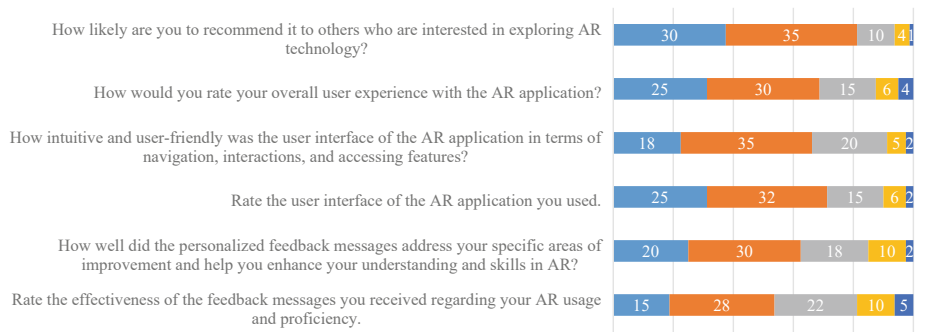 How likely are you to recommend it to others who are interested in exploring AR
technology?
30 35 10 4 1
How would you rate your overall user experience with the AR application?
25 30 15 6 4
How intuitive and user-friendly was the user interface of the AR application in terms of
navigation, interactions, and accessing features?
18 35 20 5 2
Rate the user interface of the AR application you used.
25 32 15 6 2
How well did the personalized feedback messages address your specific areas of
improvement and help you enhance your understanding and skills in AR?
20 30 18 10 2
Rate the effectiveness of the feedback messages you received regarding your AR usage
and proficiency.
15 28 22 10 5